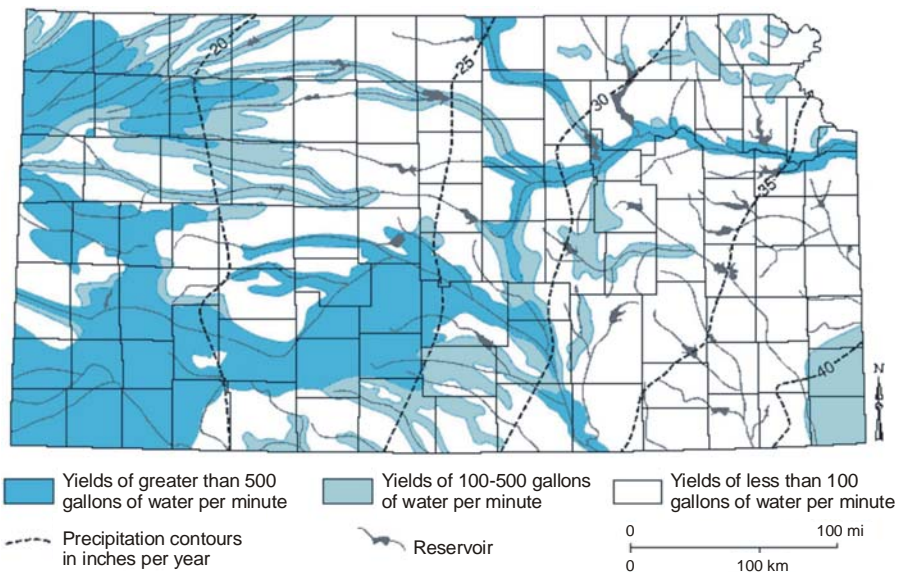 20
25
30
35
40
N
Yields of greater than 500
gallons of water per minute
Yields of 100-500 gallons
of water per minute
Yields of less than 100
gallons of water per minute
Precipitation contours
in inches per year
Reservoir
0 100 mi
0 100 km